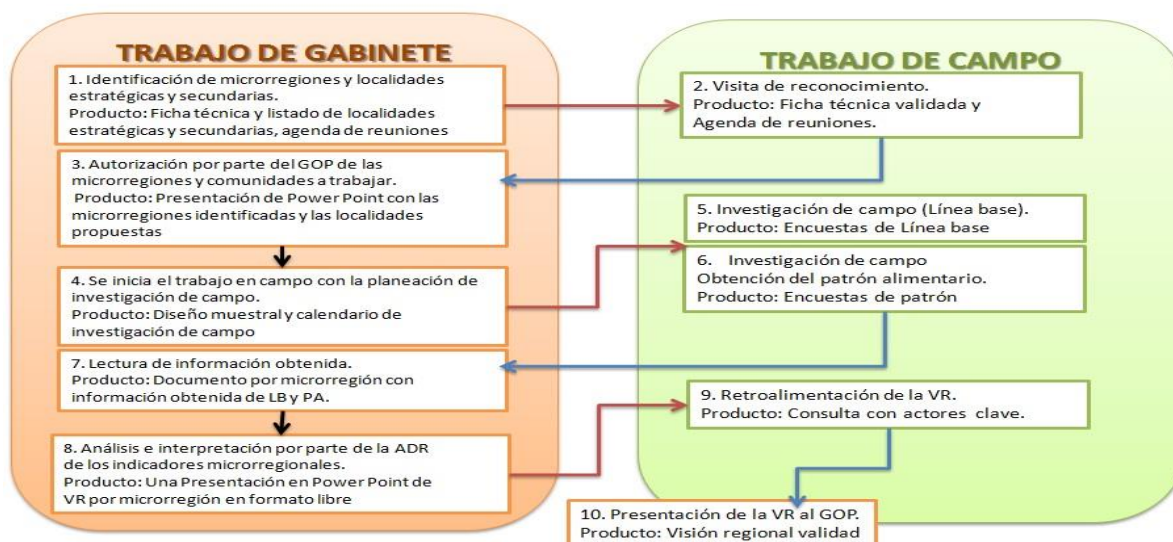 TRABAJO DE GABINETE
1. Identificación de microrregiones y localidades
estratégicas y secundarias.
Producto: Ficha técnica y listado de localidades
estratégicas y secundarias, agenda de reuniones
3. Autorización por parte del GOP de las
microrregiones y comunidades a trabajar.
Producto: Presentación de Power Point con las
microrregiones identificadas y las localidades
propuestas
4. Se inicia el trabajo en campo con la planeación de
investigación de campo.
Producto: Diseño muestral y calendario de
investigación de campo
7. Lectura de información obtenida.
Producto: Documento por microrregión con
información obtenida de LB y PA.
8. Análisis e interpretación por parte de la ADR
de los indicadores microrregionales.
Producto: Una Presentación en Power Point de
VR por microrregión en formato libre
TRABAJO DE CAMPO
2. Visita de reconocimiento.
Producto: Ficha técnica validada y
Agenda de reuniones.
5. Investigación de campo (Línea base).
Producto: Encuestas de Línea base
6. Investigación de campo
Obtención del patrón alimentario.
Producto: Encuestas de patrón
9. Retroalimentación de la VR.
Producto: Consulta con actores clave.
10. Presentación de la VR al GOP.
Producto: Visión regional validad